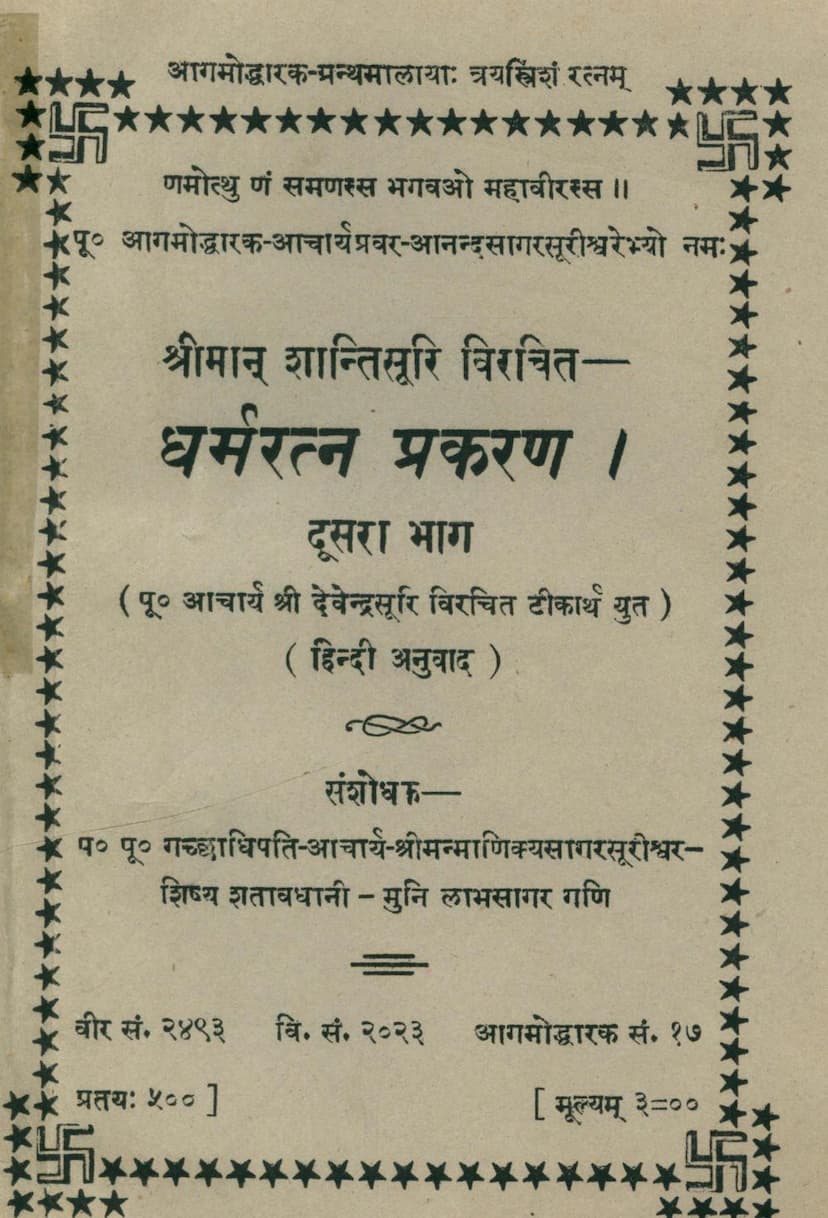 आगमोद्धारक-ग्रन्थमालायाः त्रयस्त्रिंशं रत्नम्
णमोत्थु णं समणस्स भगवओ महावीरस्स ॥
पू० आगमोद्धारक-आचार्यप्रवर-आनन्दसागरसूरीश्वरेभ्यो नमः
श्रीमान् शान्तिसूरि विरचित—
धर्मरत्न प्रकरण ।
दूसरा भाग
( पू० आचार्य श्री देवेन्द्रसूरि विरचित टीकार्थ युत )
( हिन्दी अनुवाद )
संशोधक—
प० पू० गच्छाधिपति-आचार्य-श्रीमन्माणिक्यसागरसूरीश्वर–
शिष्य शतावधानी – मुनि लाभसागर गणि
वीर सं. २४९३ वि. सं. २०२३ आगमोद्धारक सं. १७
प्रतयः ५०० ] [ मूल्यम् ३=००